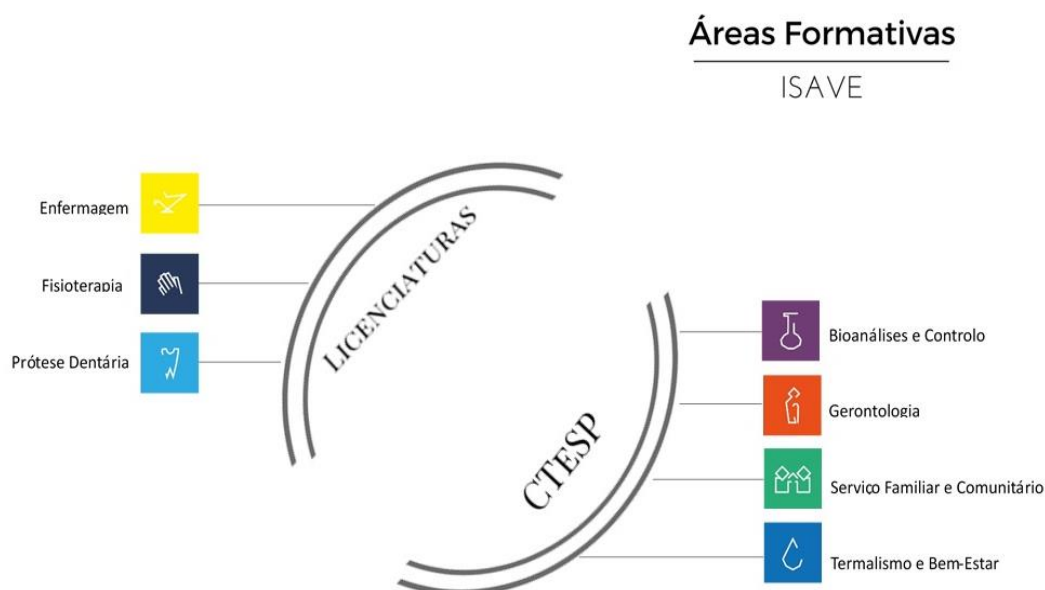 Áreas Formativas
ISAVE
Enfermagem
Fisioterapia
Prótese Dentária
LICENCIATURAS
CTESP
Bioanálises e Controlo
Gerontologia
Serviço Familiar e Comunitário
Termalismo e Bem-Estar